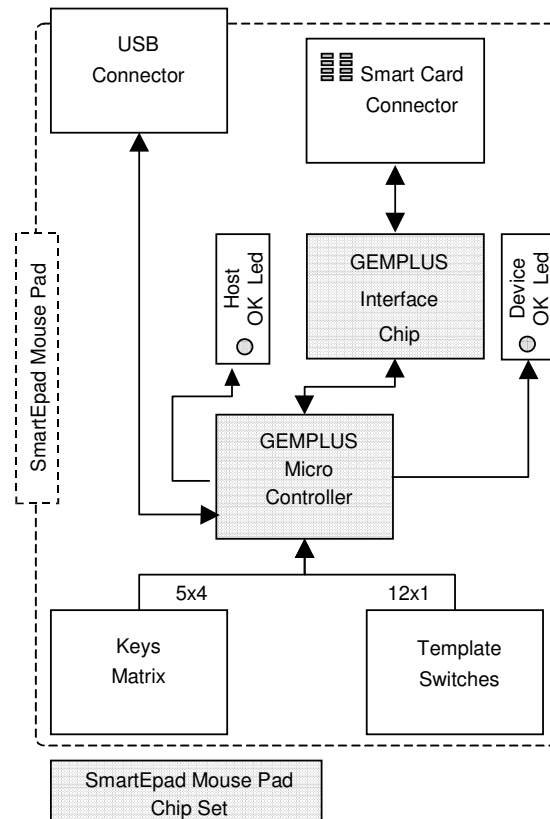 USB
Connector
Smart Card
Connector
SmartEpad Mouse Pad
Host
OK Led
GEMPLUS
Interface
Chip
Device
OK Led
GEMPLUS
Micro
Controller
5x4
12x1
Keys
Matrix
Template
Switches
SmartEpad Mouse Pad
Chip Set